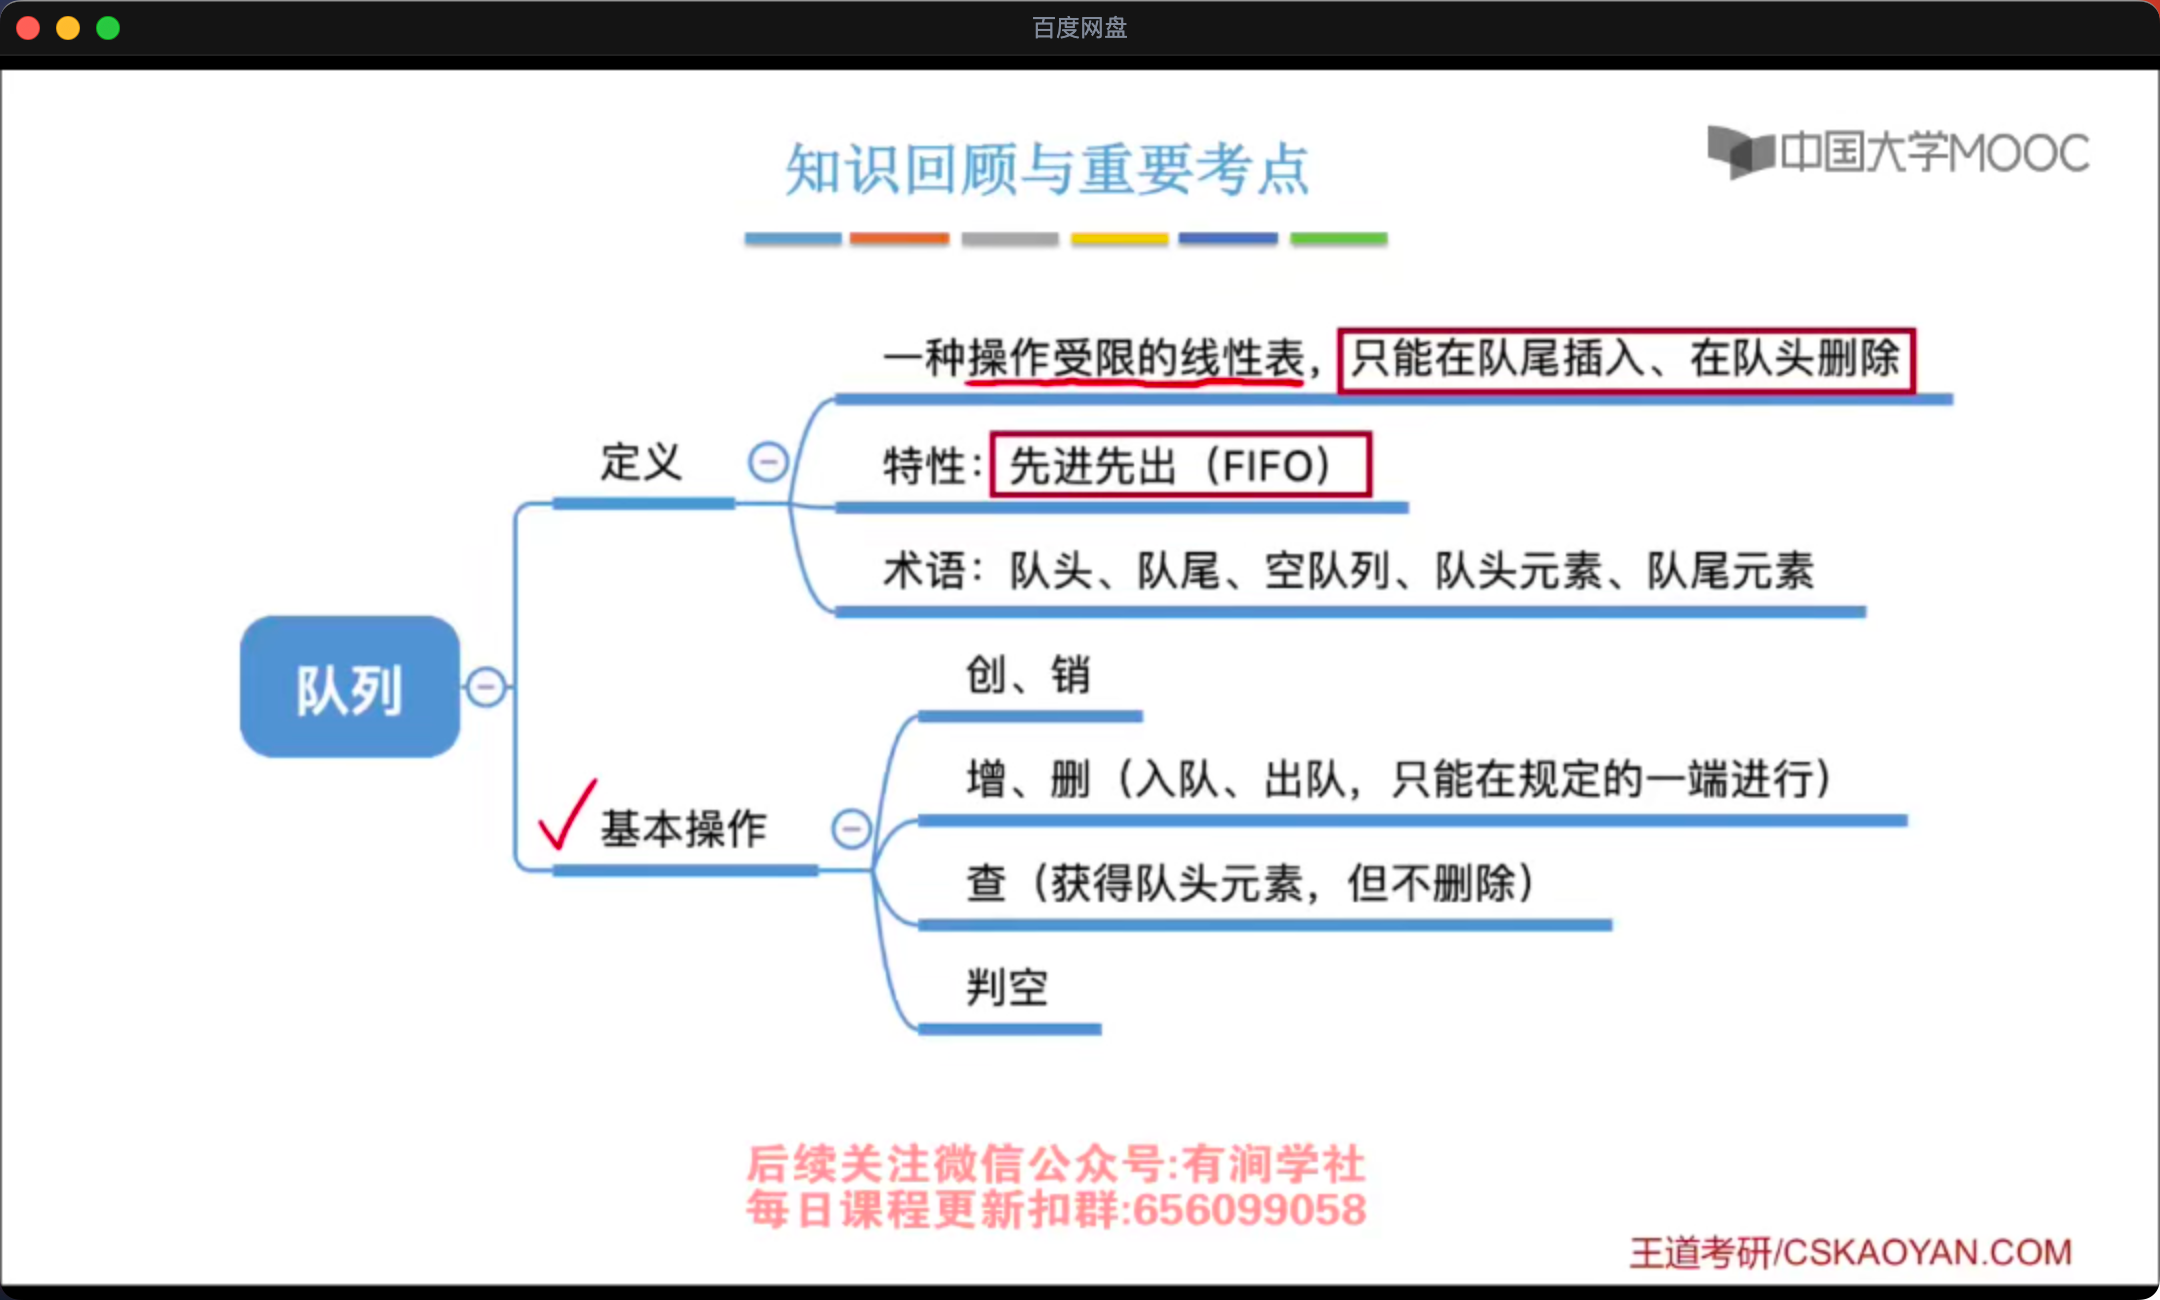 百度网盘
知识回顾与重要考点
中国大学MOOC
一种操作受限的线性表，只能在队尾插入、在队头删除
定义
特性：先进先出（FIFO）
术语：队头、队尾、空队列、队头元素、队尾元素
队列
创、销
增、删（入队、出队，只能在规定的一端进行）
基本操作
查（获得队头元素，但不删除）
判空
后续关注微信公众号:有涧学社
每日课程更新扣群:656099058
王道考研/CSKAOYAN.COM